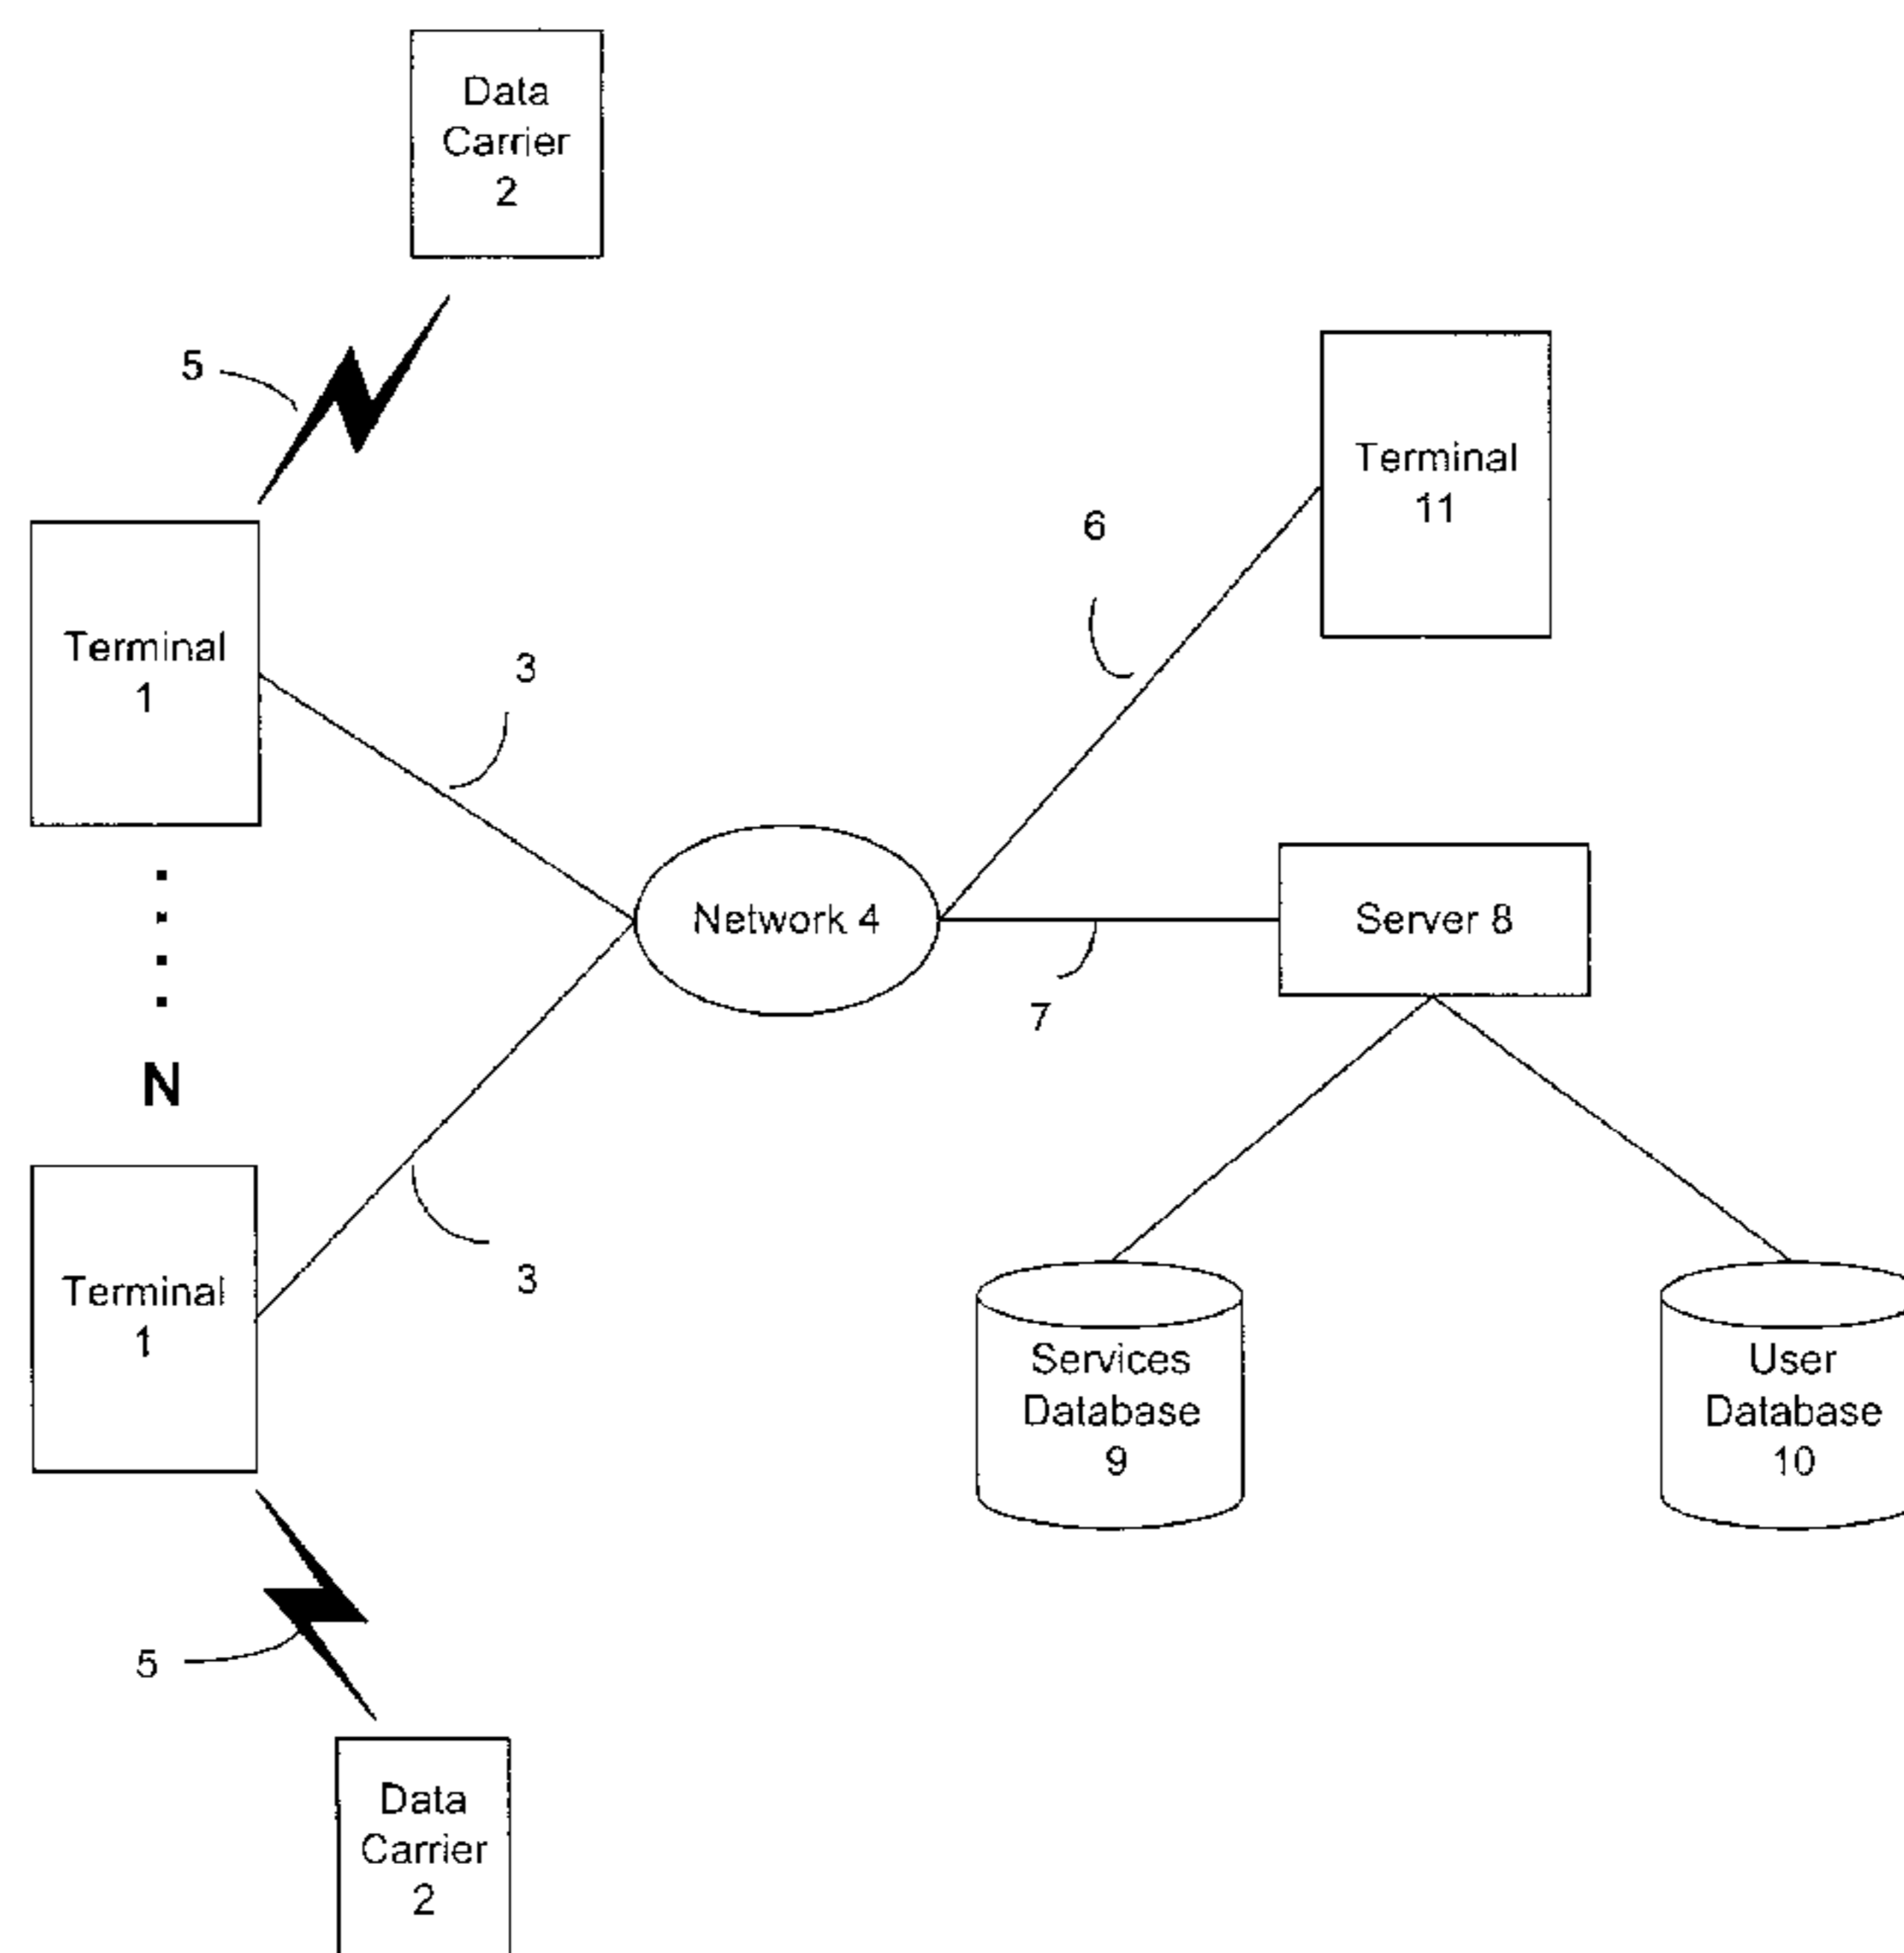 Data
Carrier
2
5
Terminal
11
6
Terminal
1
3
Network 4
Server 8
7
N
Terminal
1
3
Services
Database
9
User
Database
10
5
Data
Carrier
2